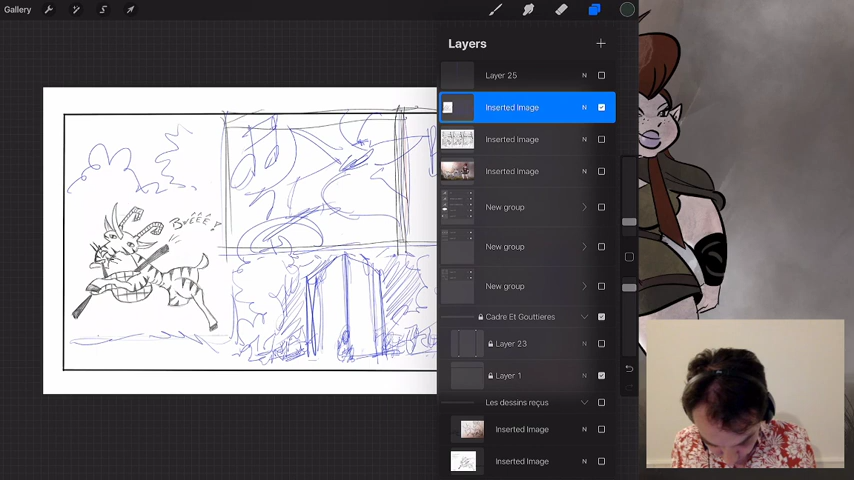 Gallery
Layers
Layer 25 N
Inserted Image N
Inserted Image N
Inserted Image N
New group
New group
New group
Cadre Et Gouttieres
Layer 23 N
Layer 1 N
Les dessins reçus
Inserted Image N
Inserted Image N